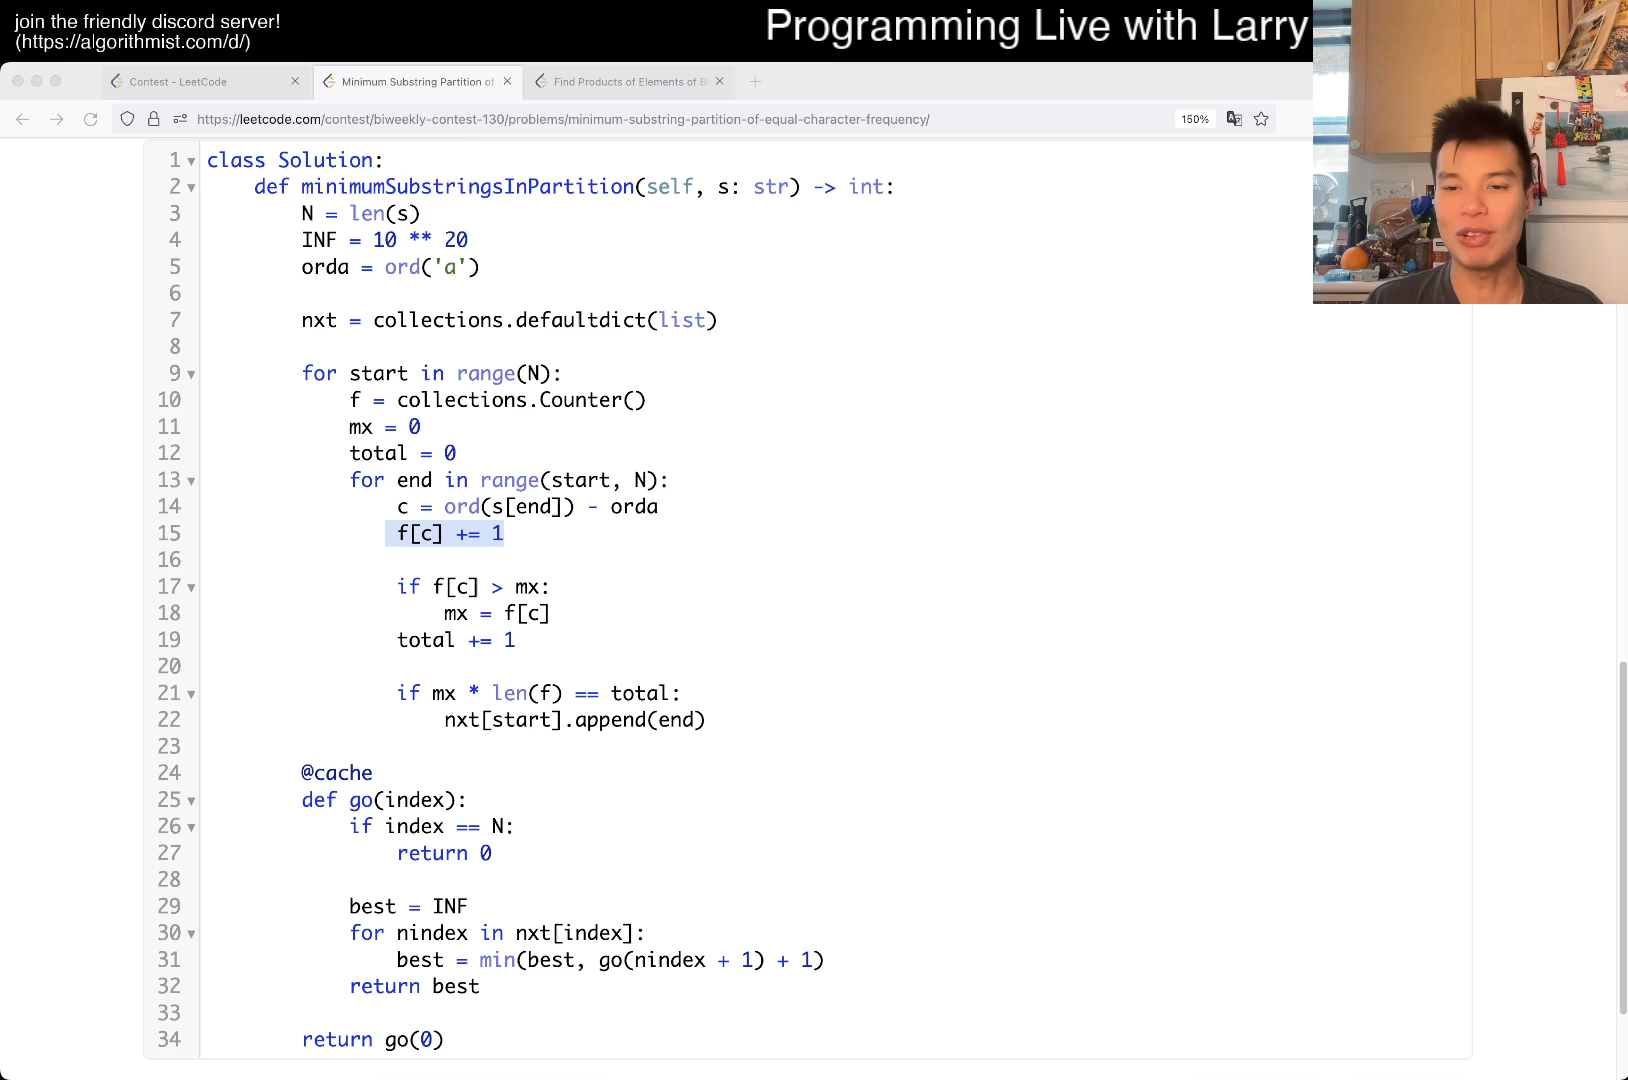 join the friendly discord server!
(https://algorithmist.com/d/)
Programming Live with Larry
Contest - LeetCode
Minimum Substring Partition of
Find Products of Elements of B
https://leetcode.com/contest/biweekly-contest-130/problems/minimum-substring-partition-of-equal-character-frequency/
150%
1 class Solution:
2 def minimumSubstringsInPartition(self, s: str) -> int:
3 N = len(s)
4 INF = 10 ** 20
5 orda = ord('a')
6
7 nxt = collections.defaultdict(list)
8
9 for start in range(N):
10 f = collections.Counter()
11 mx = 0
12 total = 0
13 for end in range(start, N):
14 c = ord(s[end]) - orda
15 f[c] += 1
16
17 if f[c] > mx:
18 mx = f[c]
19 total += 1
20
21 if mx * len(f) == total:
22 nxt[start].append(end)
23
24 @cache
25 def go(index):
26 if index == N:
27 return 0
28
29 best = INF
30 for nindex in nxt[index]:
31 best = min(best, go(nindex + 1) + 1)
32 return best
33
34 return go(0)